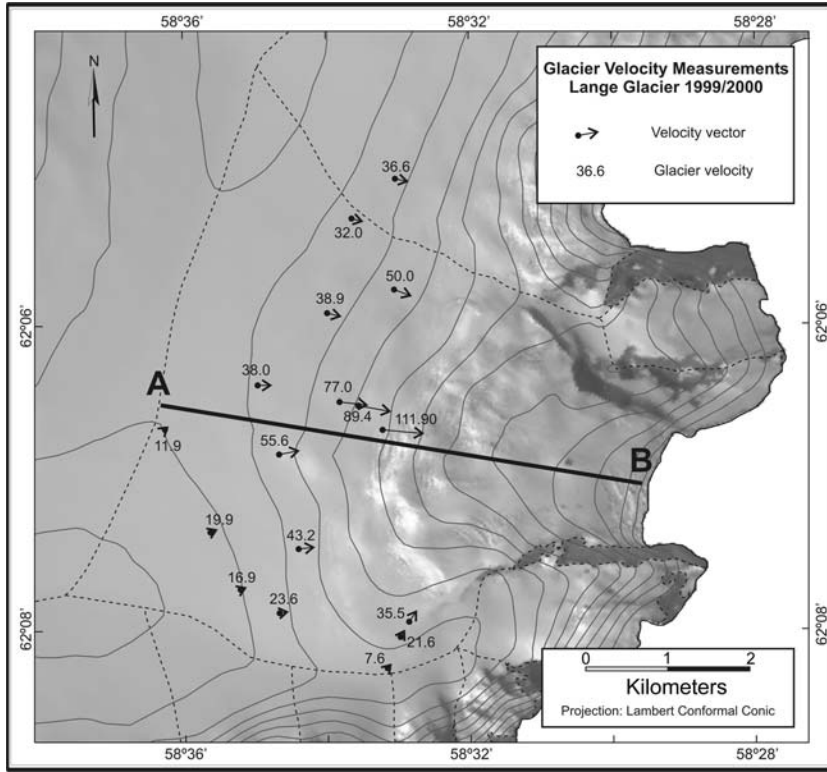 58°36'
58°32'
58°28'
N
Glacier Velocity Measurements
Lange Glacier 1999/2000
Velocity vector
36.6 Glacier velocity
36.6
32.0
50.0
38.9
62°06'
62°06'
38.0
A
77.0
89.4
111.90
11.9
55.6
B
19.9
43.2
16.9
23.6
35.5
21.6
7.6
62°08'
62°08'
0 1 2
Kilometers
Projection: Lambert Conformal Conic
58°36'
58°32'
58°28'